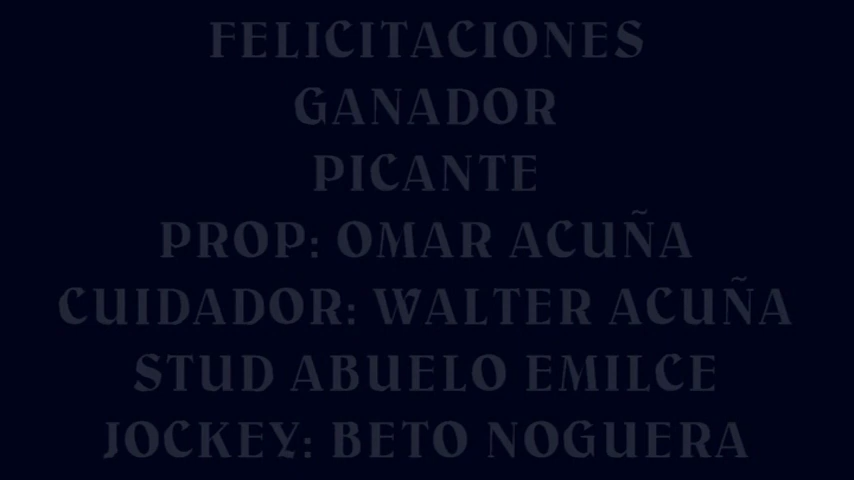 FELICITACIONES
GANADOR
PICANTE
PROP: OMAR ACUÑA
CUIDADOR: WALTER ACUÑA
STUD ABUELO EMILCE
JOCKEY: BETO NOGUERA